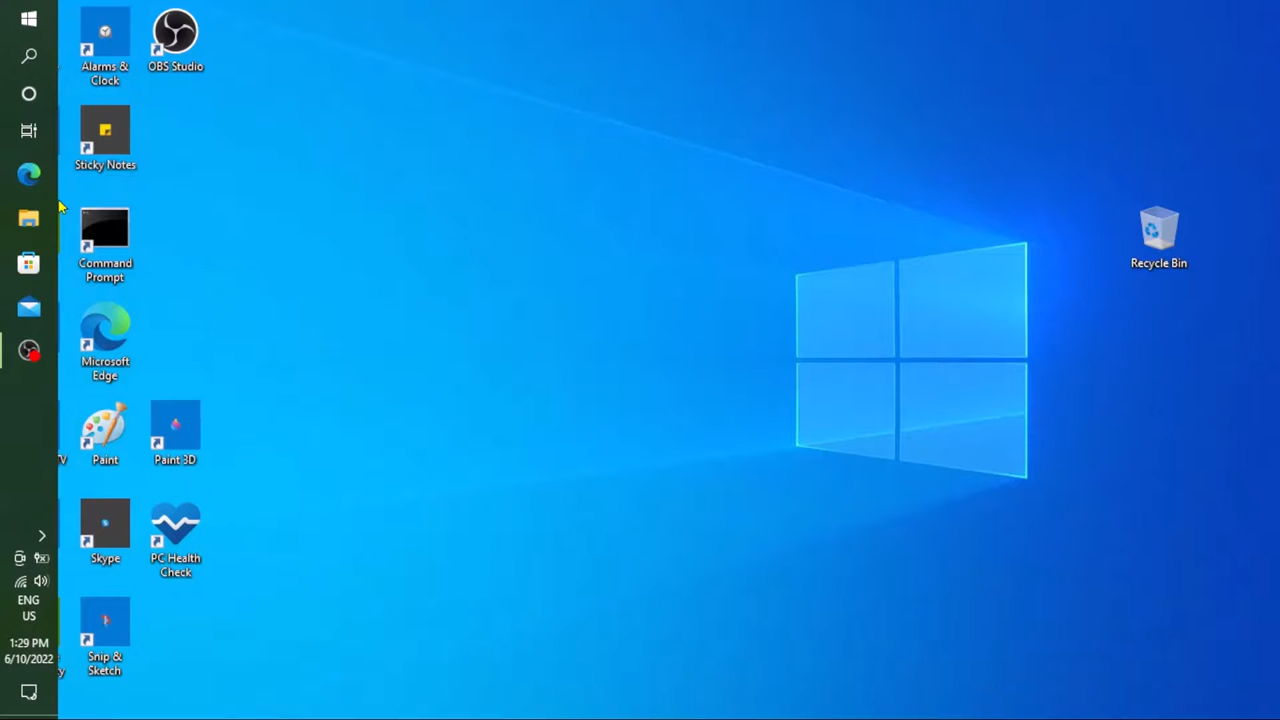 Alarms &
Clock
OBS Studio
Sticky Notes
Command
Prompt
Recycle Bin
Microsoft
Edge
TV
Paint
Paint 3D
Skype
PC Health
Check
ENG
US
1:29 PM
6/10/2022
Snip &
Sketch